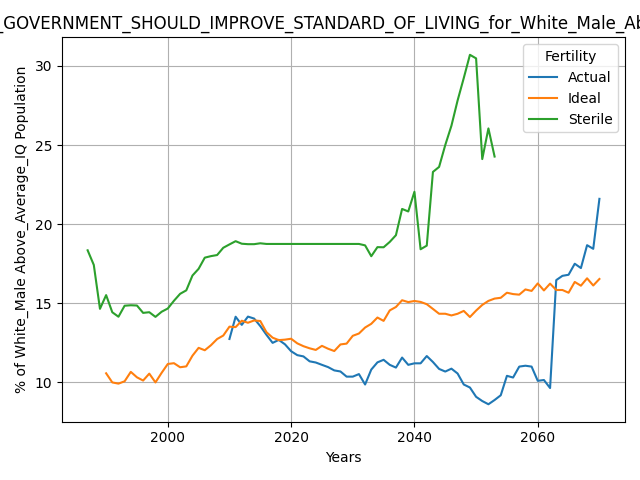 _GOVERNMENT_SHOULD_IMPROVE_STANDARD_OF_LIVING_for_White_Male_Ab
% of White_Male Above_Average_IQ Population
30
25
20
15
10
Fertility
Actual
Ideal
Sterile
2000
2020
2040
2060
Years